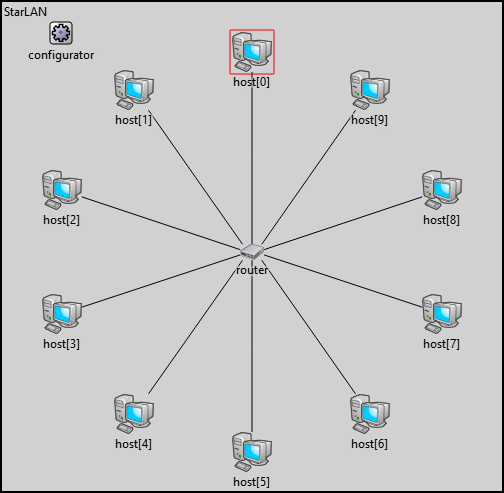 StarLAN
configurator
host[0]
host[1]
host[9]
host[2]
host[8]
router
host[3]
host[7]
host[4]
host[6]
host[5]